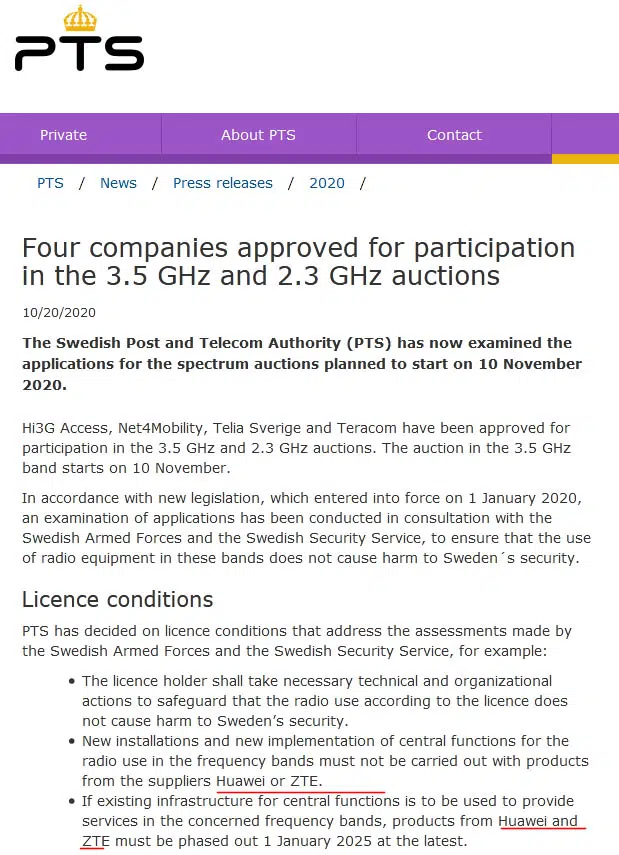 PTS
Private About PTS Contact
PTS / News / Press releases / 2020 /
Four companies approved for participation
in the 3.5 GHz and 2.3 GHz auctions
10/20/2020
The Swedish Post and Telecom Authority (PTS) has now examined the
applications for the spectrum auctions planned to start on 10 November
2020.
Hi3G Access, Net4Mobility, Telia Sverige and Teracom have been approved for
participation in the 3.5 GHz and 2.3 GHz auctions. The auction in the 3.5 GHz
band starts on 10 November.
In accordance with new legislation, which entered into force on 1 January 2020,
an examination of applications has been conducted in consultation with the
Swedish Armed Forces and the Swedish Security Service, to ensure that the use
of radio equipment in these bands does not cause harm to Sweden´s security.
Licence conditions
PTS has decided on licence conditions that address the assessments made by
the Swedish Armed Forces and the Swedish Security Service, for example:
• The licence holder shall take necessary technical and organizational
actions to safeguard that the radio use according to the licence does
not cause harm to Sweden’s security.
• New installations and new implementation of central functions for the
radio use in the frequency bands must not be carried out with products
from the suppliers Huawei or ZTE.
• If existing infrastructure for central functions is to be used to provide
services in the concerned frequency bands, products from Huawei and
ZTE must be phased out 1 January 2025 at the latest.